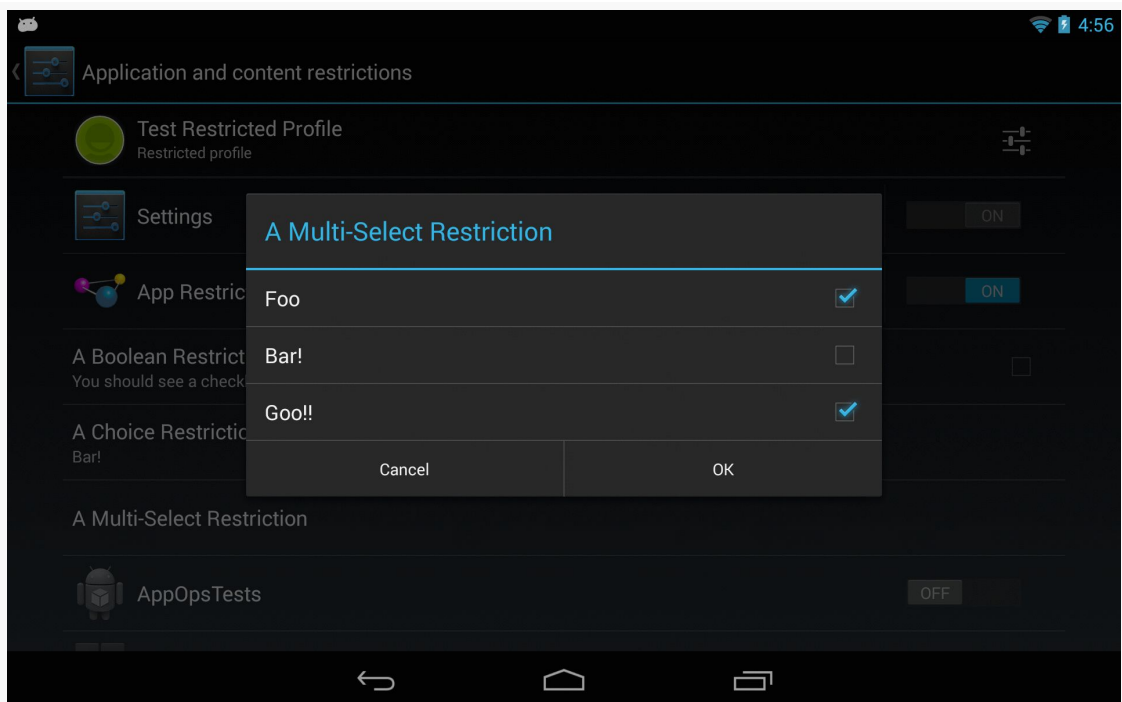 4:56
Application and content restrictions
Test Restricted Profile
Restricted profile
Settings
ON
App Restric
ON
A Multi-Select Restriction
Foo
Bar!
Goo!!
Cancel
OK
A Boolean Restrict
You should see a check
A Choice Restrictio
Bar!
A Multi-Select Restriction
AppOpsTests
OFF